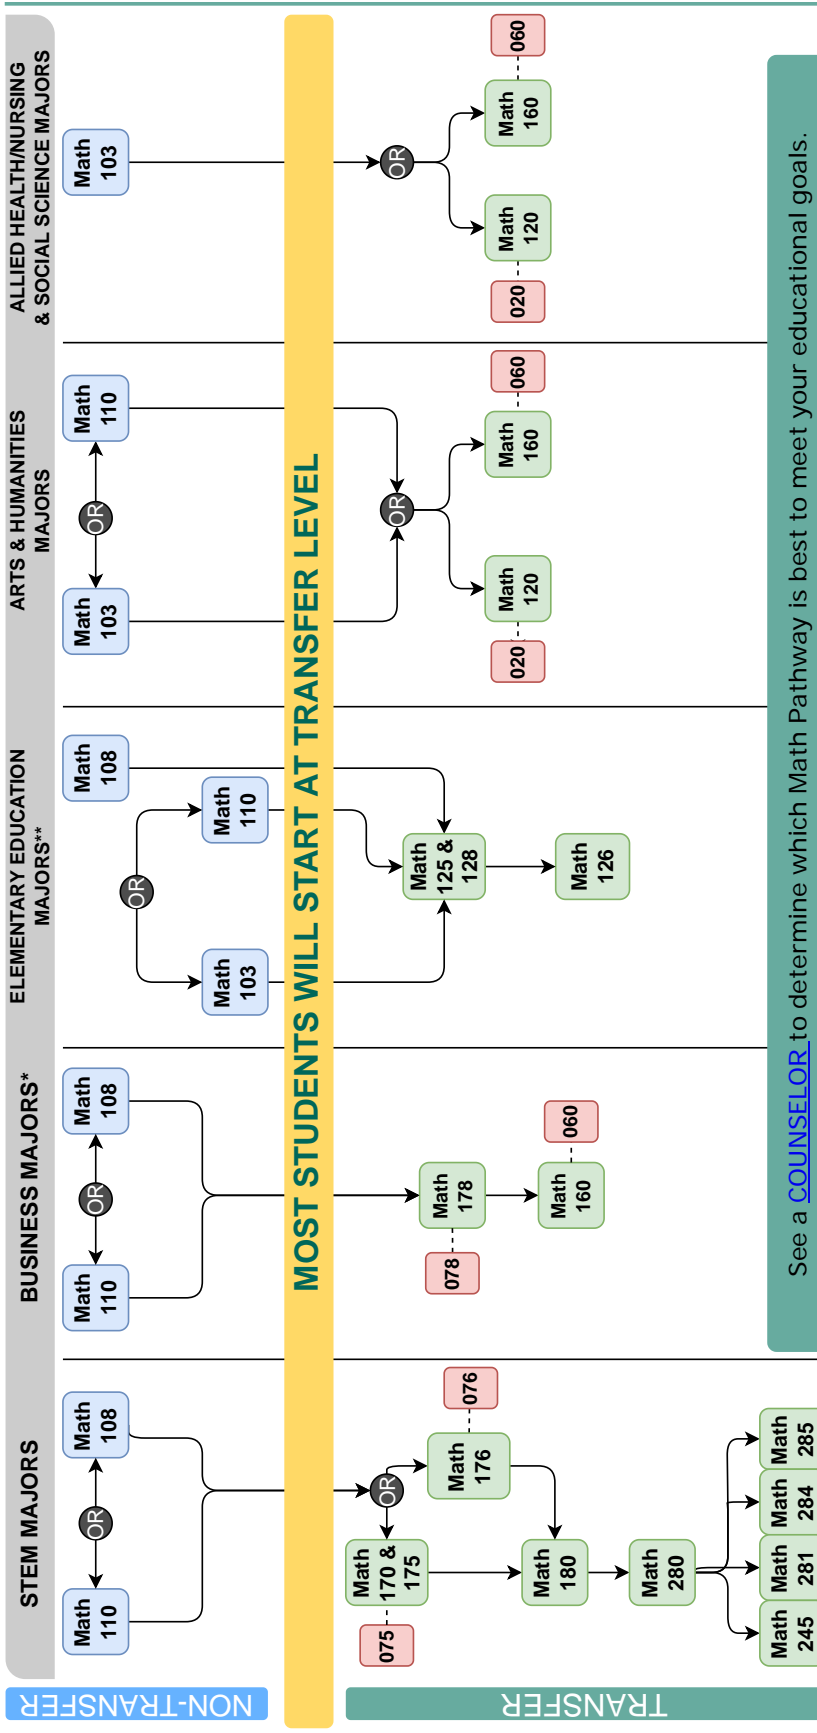 STEM MAJORS
BUSINESS MAJORS*
ELEMENTARY EDUCATION
MAJORS**
ARTS & HUMANITIES
MAJORS
ALLIED HEALTH/NURSING
& SOCIAL SCIENCE MAJORS
NON-TRANSFER
Math
110
OR
Math
108
Math
110
OR
Math
108
OR
Math
103
Math
110
Math
108
Math
103
OR
Math
110
Math
103
MOST STUDENTS WILL START AT TRANSFER LEVEL
TRANSFER
OR
075
Math
170 &
175
Math
176
076
Math
180
Math
280
Math
245
Math
281
Math
284
Math
285
078
Math
178
Math
160
060
Math
125 &
128
Math
126
OR
020
Math
120
Math
160
060
OR
020
Math
120
Math
160
060
See a COUNSELOR to determine which Math Pathway is best to meet your educational goals.